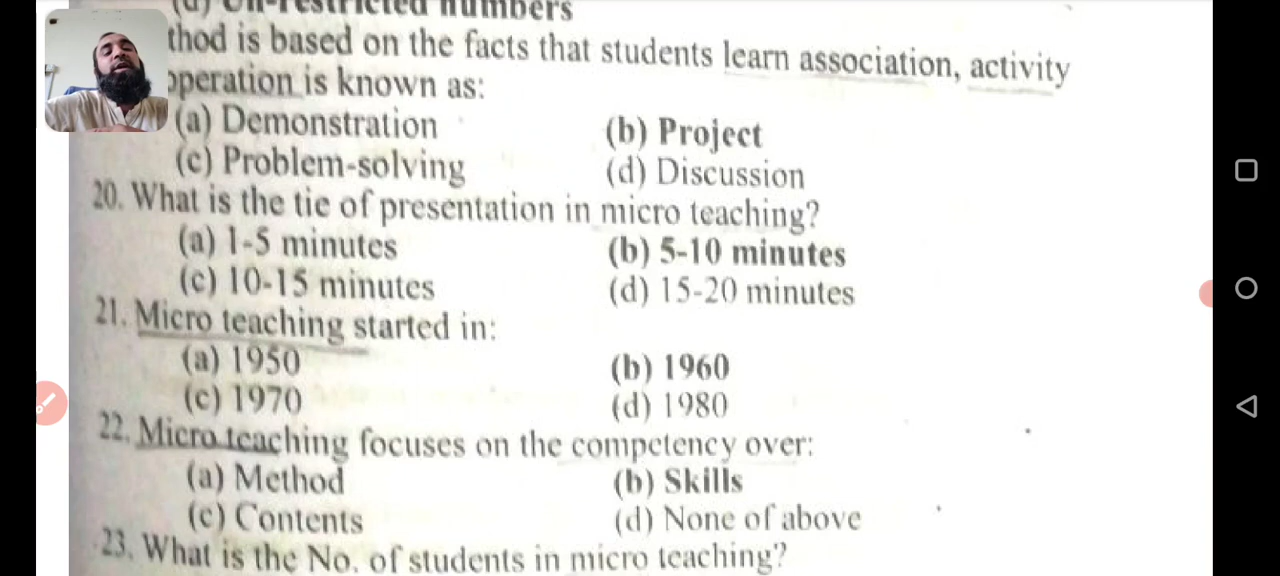 (d) Un-restricted numbers
thod is based on the facts that students learn association, activity
operation is known as:
(a) Demonstration (b) Project
(c) Problem-solving (d) Discussion
20. What is the tie of presentation in micro teaching?
(a) 1-5 minutes (b) 5-10 minutes
(c) 10-15 minutes (d) 15-20 minutes
21. Micro teaching started in:
(a) 1950 (b) 1960
(c) 1970 (d) 1980
22. Micro teaching focuses on the competency over:
(a) Method (b) Skills
(c) Contents (d) None of above
23. What is the No. of students in micro teaching?